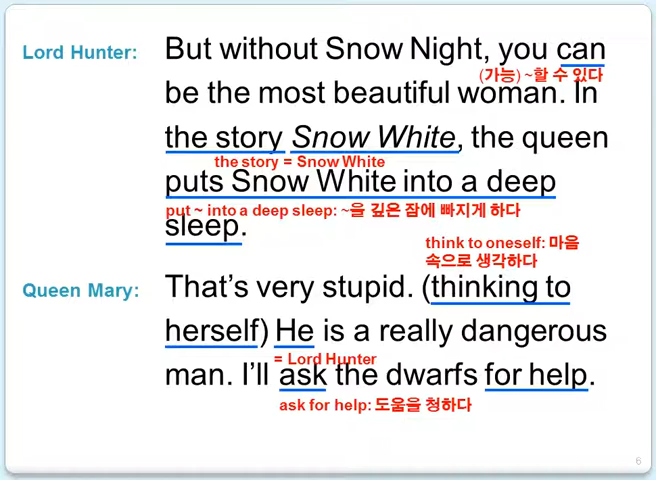 Lord Hunter: But without Snow Night, you can
(가능) ~할 수 있다
be the most beautiful woman. In
the story Snow White, the queen
the story = Snow White
puts Snow White into a deep
put ~ into a deep sleep: ~을 깊은 잠에 빠지게 하다
sleep.
think to oneself: 마음
속으로 생각하다
Queen Mary: That's very stupid. (thinking to
herself) He is a really dangerous
= Lord Hunter
man. I'll ask the dwarfs for help.
ask for help: 도움을 청하다
6